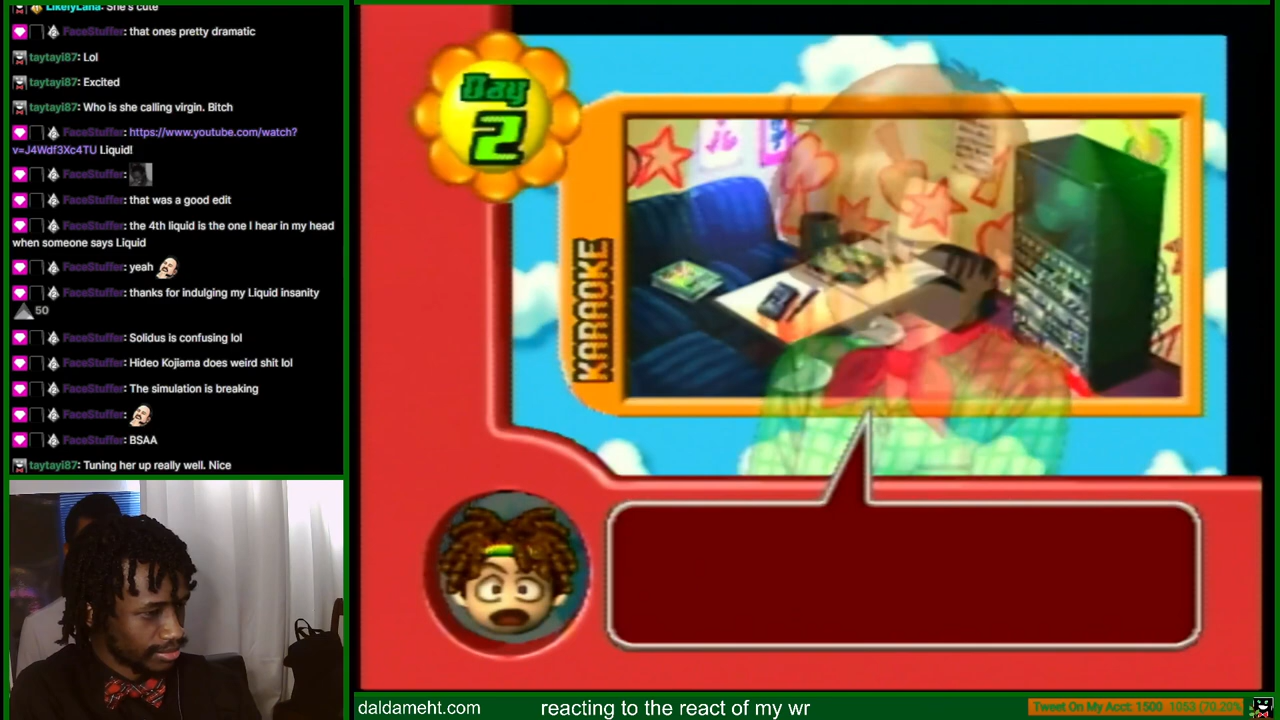 LikelyLana: She's cute
FaceStuffer: that ones pretty dramatic
taytayi87: Lol
taytayi87: Excited
taytayi87: Who is she calling virgin. Bitch
FaceStuffer: https://www.youtube.com/watch?
v=J4Wdf3Xc4TU Liquid!
FaceStuffer:
FaceStuffer: that was a good edit
FaceStuffer: the 4th liquid is the one I hear in my head
when someone says Liquid
FaceStuffer: yeah
FaceStuffer: thanks for indulging my Liquid insanity
50
FaceStuffer: Solidus is confusing lol
FaceStuffer: Hideo Kojiama does weird shit lol
FaceStuffer: The simulation is breaking
FaceStuffer:
FaceStuffer: BSAA
taytayi87: Tuning her up really well. Nice
Day
2
KARAOKE
daldameht.com
reacting to the react of my wr
Tweet On My Acct: 1500 1053 (70.20%